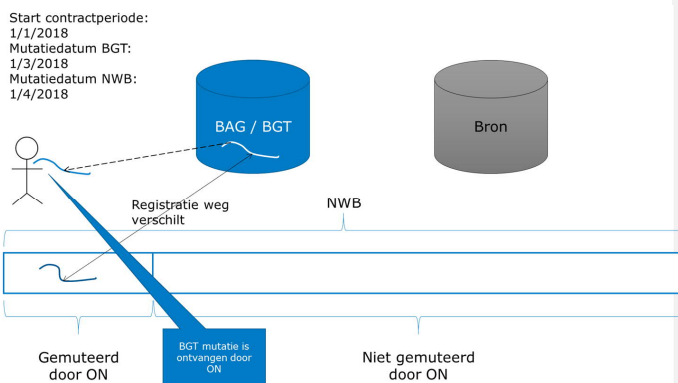 Start contractperiode:
1/1/2018
Mutatiedatum BGT:
1/3/2018
Mutatiedatum NWB:
1/4/2018
BAG / BGT
Bron
Registratie weg
verschilt
NWB
BGT mutatie is
ontvangen door
ON
Gemuteerd
door ON
Niet gemuteerd
door ON